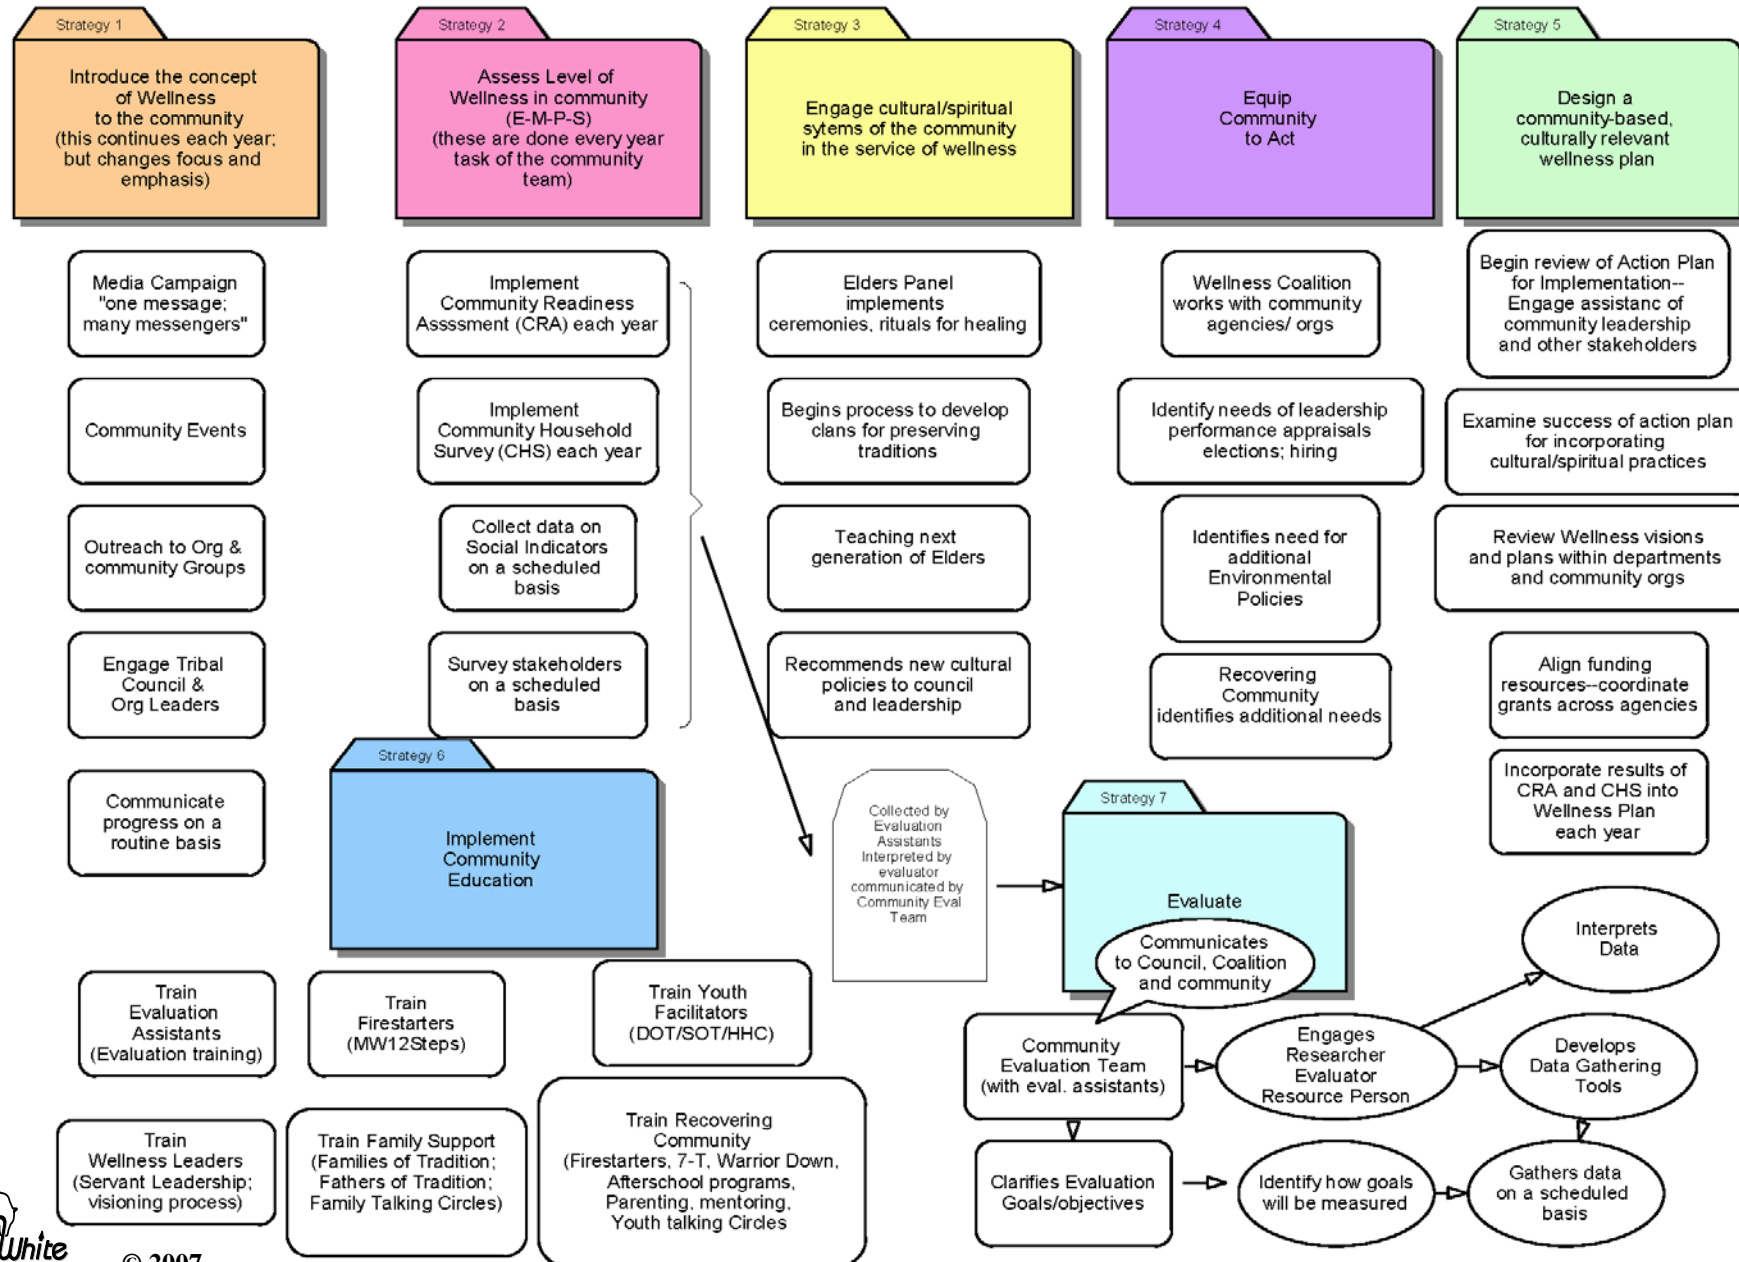 Strategy 1
Introduce the concept
of Wellness
to the community
(this continues each year;
but changes focus and
emphasis)
Media Campaign
"one message;
many messengers"
Community Events
Outreach to Org &
community Groups
Engage Tribal
Council &
Org Leaders
Communicate
progress on a
routine basis
Strategy 2
Assess Level of
Wellness in community
(E-M-P-S)
(these are done every year
task of the community
team)
Implement
Community Readiness
Asssment (CRA) each year
Implement
Community Household
Survey (CHS) each year
Collect data on
Social Indicators
on a scheduled
basis
Survey stakeholders
on a scheduled
basis
Strategy 3
Engage cultural/spiritual
sytems of the community
in the service of wellness
Elders Panel
implements
ceremonies, rituals for healing
Begins process to develop
clans for preserving
traditions
Teaching next
generation of Elders
Recommends new cultural
policies to council
and leadership
Strategy 4
Equip
Community
to Act
Wellness Coalition
works with community
agencies/ orgs
Identify needs of leadership
performance appraisals
elections; hiring
Identifies need for
additional
Environmental
Policies
Recovering
Community
identifies additional needs
Strategy 5
Design a
community-based,
culturally relevant
wellness plan
Begin review of Action Plan
for Implementation--
Engage assistanc of
community leadership
and other stakeholders
Examine success of action plan
for incorporating
cultural/spiritual practices
Review Wellness visions
and plans within departments
and community orgs
Align funding
resources--coordinate
grants across agencies
Incorporate results of
CRA and CHS into
Wellness Plan
each year
Strategy 6
Implement
Community
Education
Train
Evaluation
Assistants
(Evaluation training)
Train
Firestarters
(MW12Steps)
Train Youth
Facilitators
(DOT/SOT/HHC)
Train
Wellness Leaders
(Servant Leadership;
visioning process)
Train Family Support
(Families of Tradition;
Fathers of Tradition;
Family Talking Circles)
Train Recovering
Community
(Firestarters, 7-T, Warrior Down,
Afterschool programs,
Parenting, mentoring,
Youth talking Circles
Collected by
Evaluation
Assistants
Interpreted by
evaluator
communicated by
Community Eval
Team
Strategy 7
Evaluate
Communicates
to Council, Coalition
and community
Community
Evaluation Team
(with eval. assistants)
Engages
Researcher
Evaluator
Resource Person
Interprets
Data
Develops
Data Gathering
Tools
Clarifies Evaluation
Goals/objectives
Identify how goals
will be measured
Gathers data
on a scheduled
basis
White
© 2007